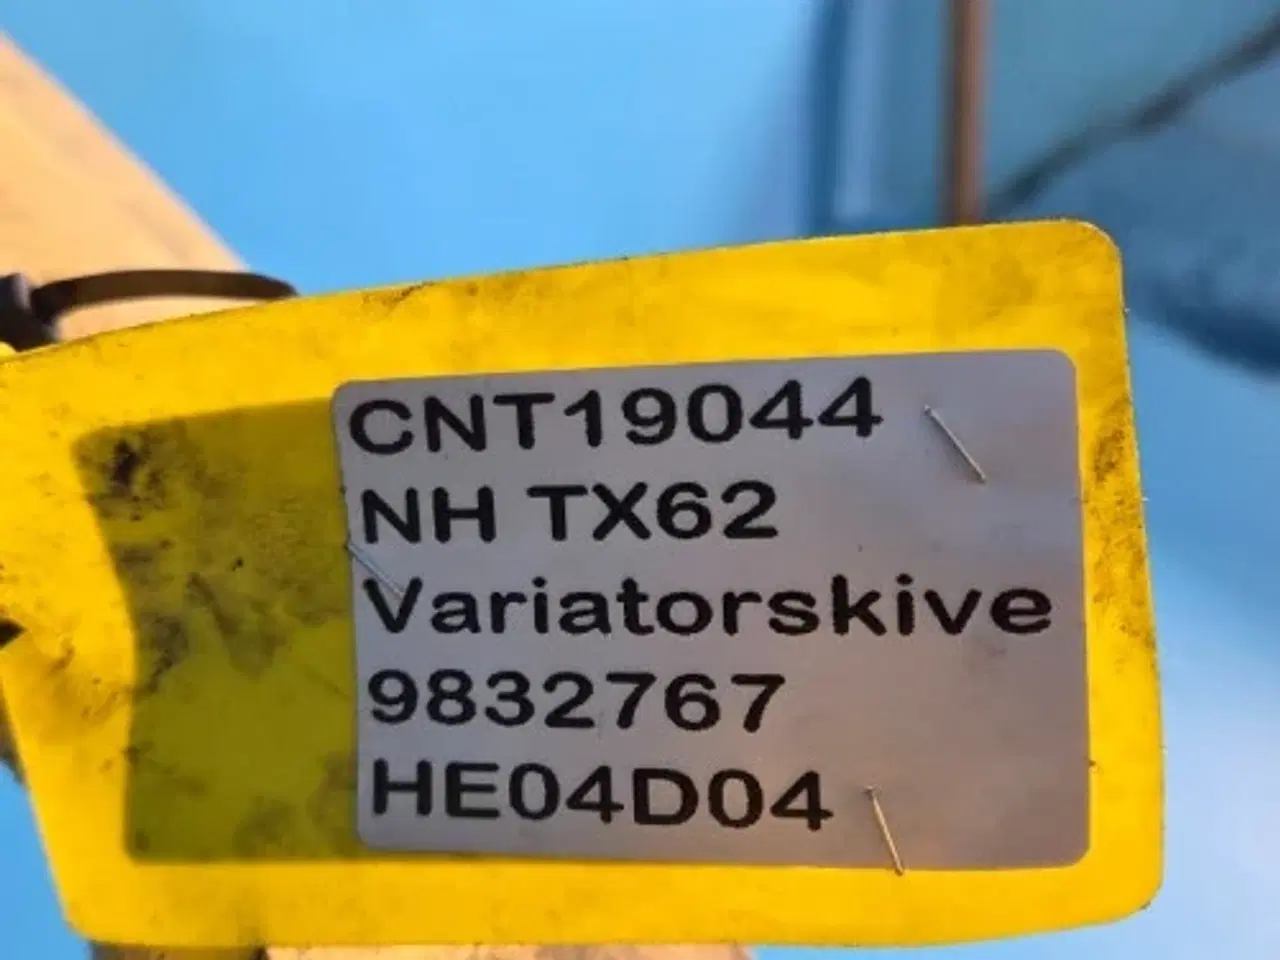 CNT19044
NH TX62
Variatorskive
9832767
HE04D04